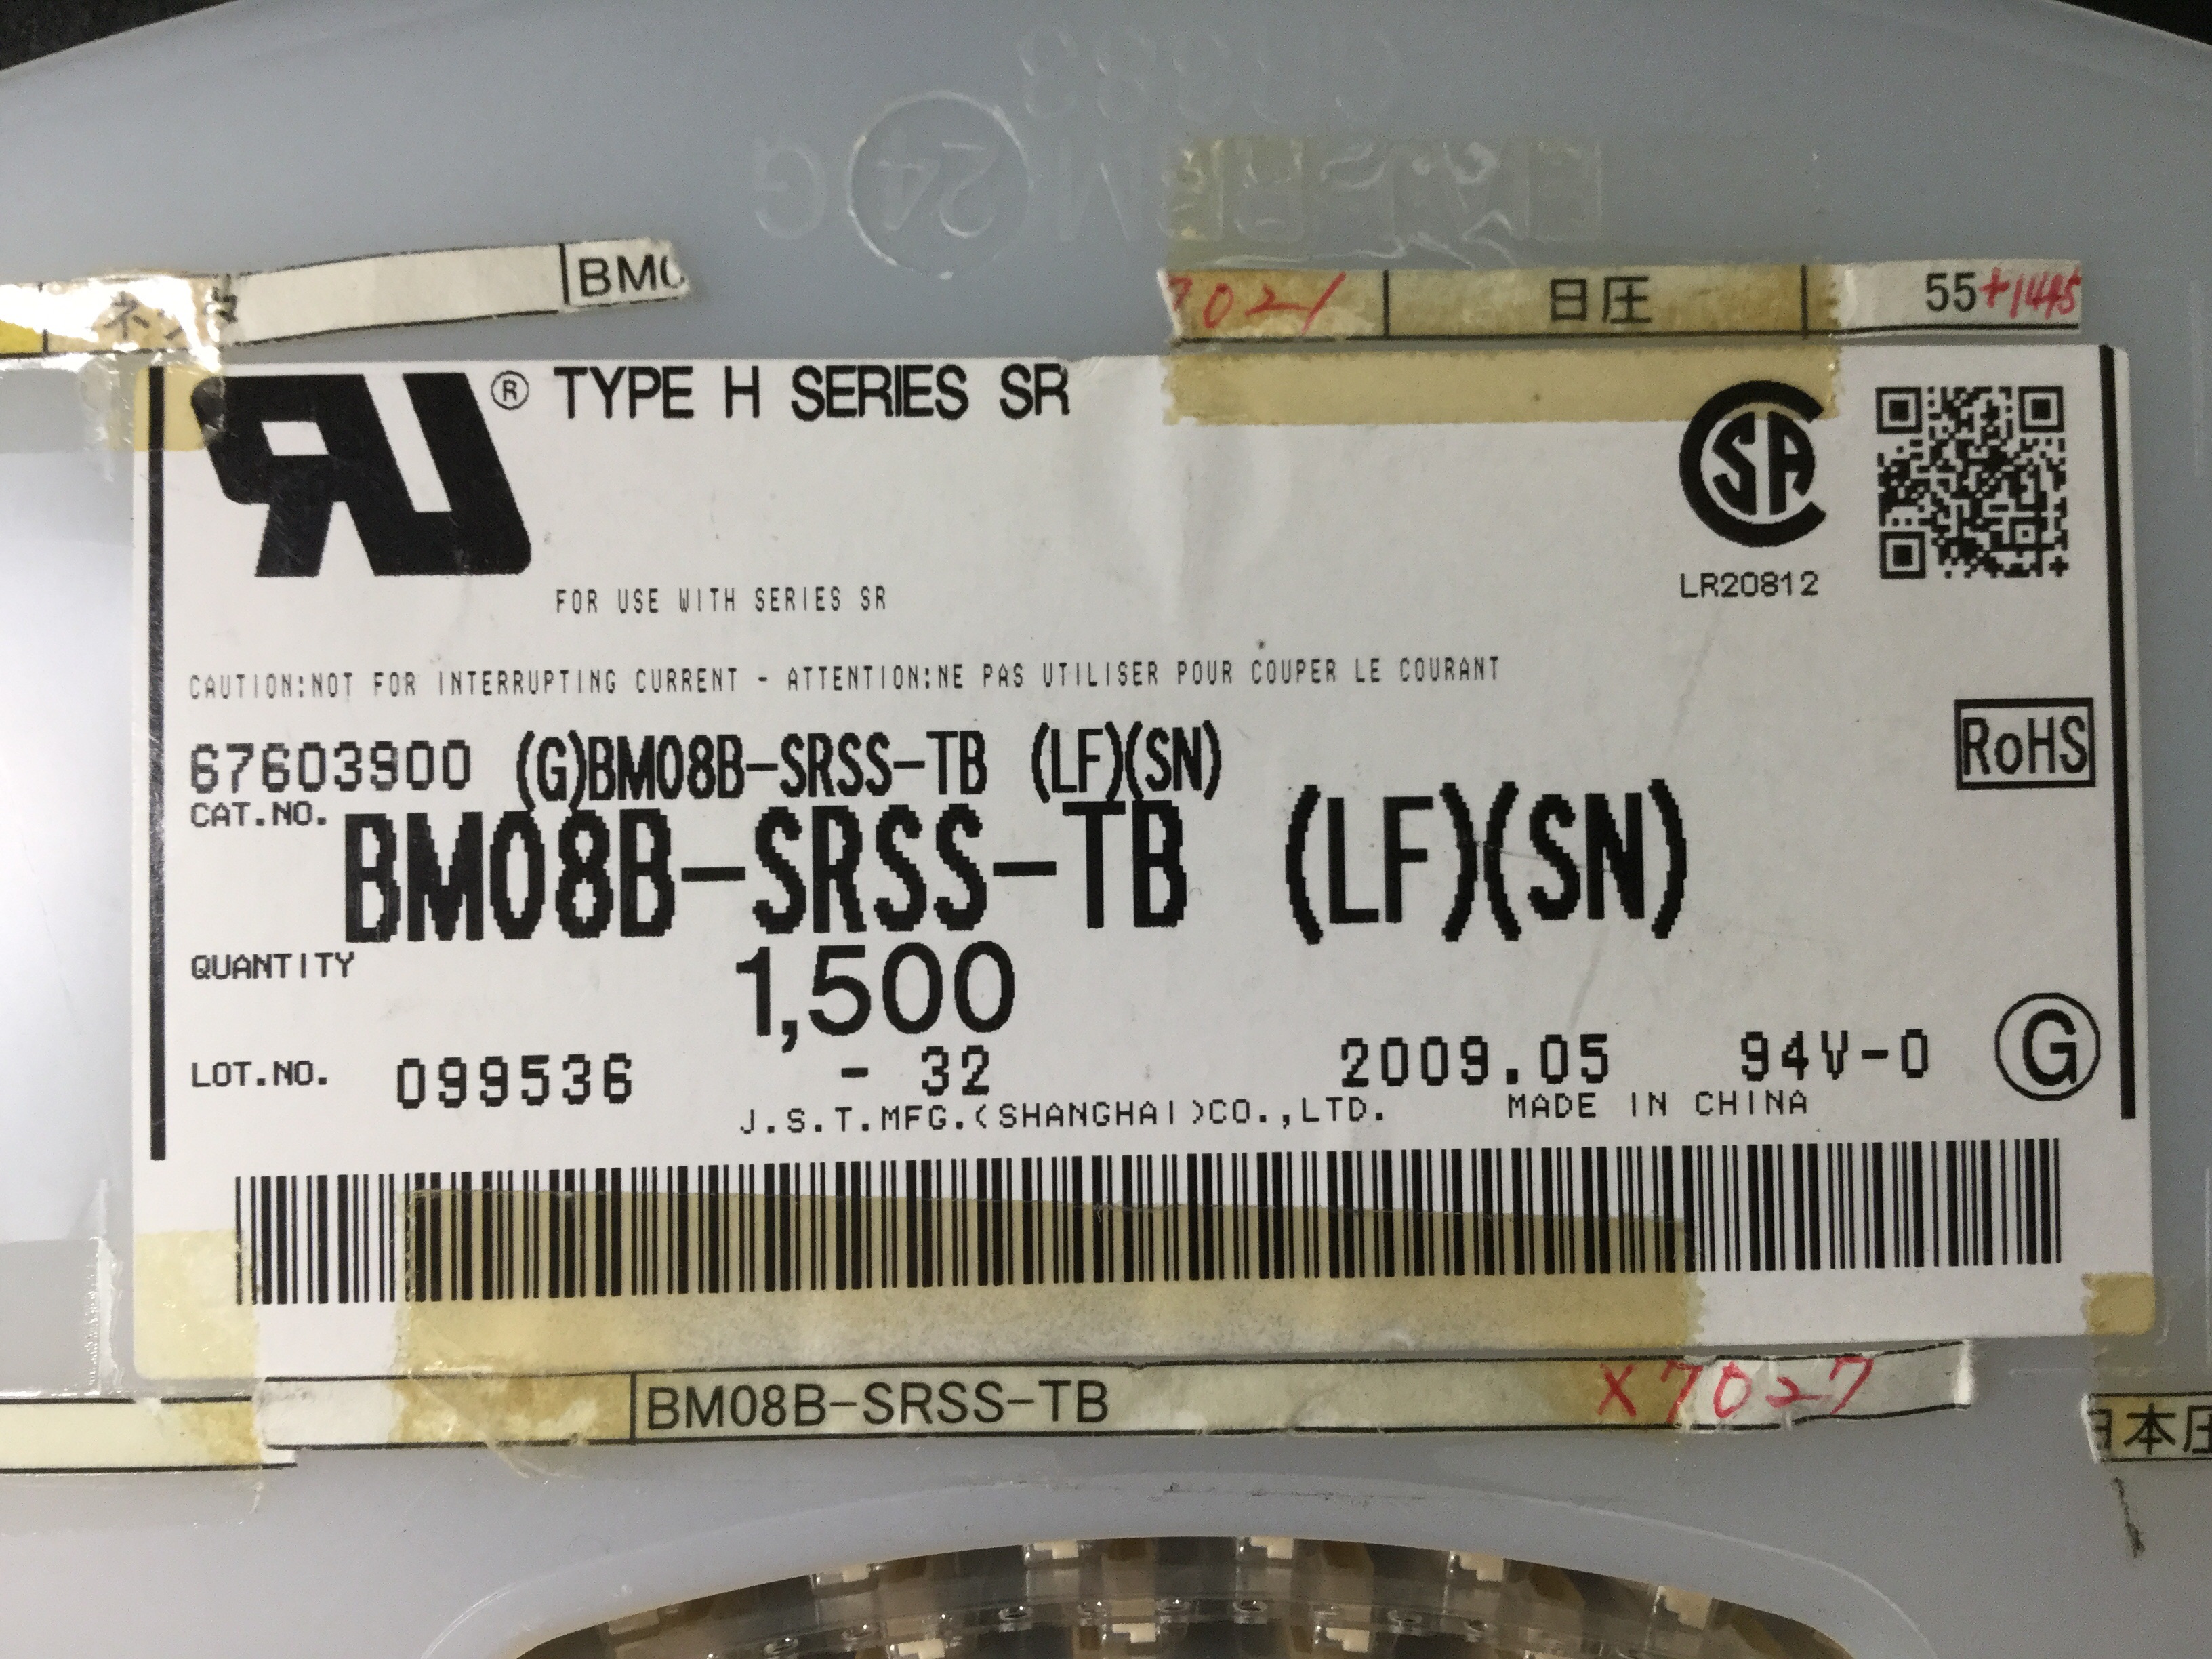 ネ
BM0
7021 日圧 55+1445
® TYPE H SERIES SR
LR20812
FOR USE WITH SERIES SR
CAUTION:NOT FOR INTERRUPTING CURRENT - ATTENTION:NE PAS UTILISER POUR COUPER LE COURANT
67603900 (G)BM08B-SRSS-TB (LF)(SN)
RoHS
CAT.NO. BM08B-SRSS-TB (LF)(SN)
QUANTITY 1,500
LOT.NO. 099536 - 32 2009.05 94V-0 G
J.S.T.MFG.(SHANGHAI)CO.,LTD. MADE IN CHINA
BM08B-SRSS-TB X7027
日本圧